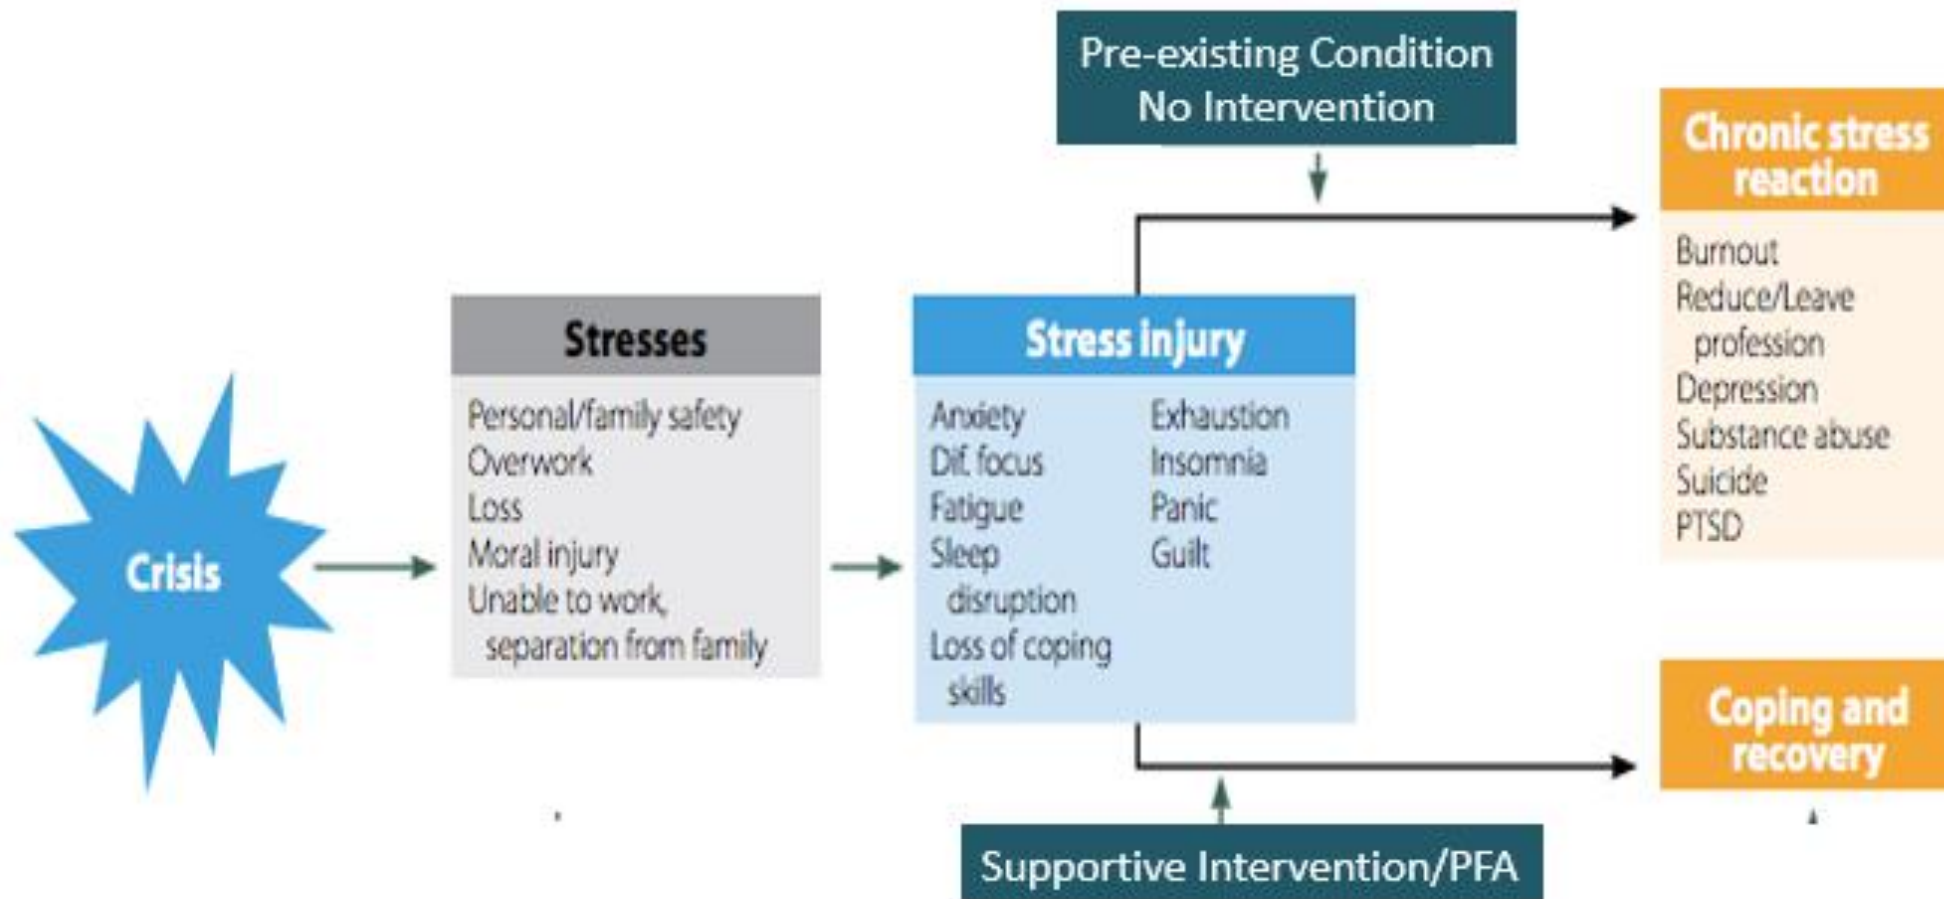 Pre-existing Condition
No Intervention
Chronic stress
reaction
Burnout
Reduce/Leave
profession
Depression
Substance abuse
Suicide
PTSD
Stresses
Personal/family safety
Overwork
Loss
Moral injury
Unable to work,
separation from family
Stress injury
Anxiety
Dif. focus
Fatigue
Sleep
disruption
Loss of coping
skills
Exhaustion
Insomnia
Panic
Guilt
Crisis
Coping and
recovery
Supportive Intervention/PFA